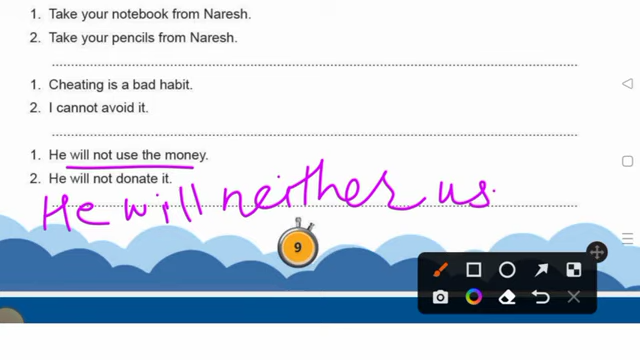 1. Take your notebook from Naresh.
2. Take your pencils from Naresh.
1. Cheating is a bad habit.
2. I cannot avoid it.
1. He will not use the money.
2. He will not donate it.
He will neither us
9